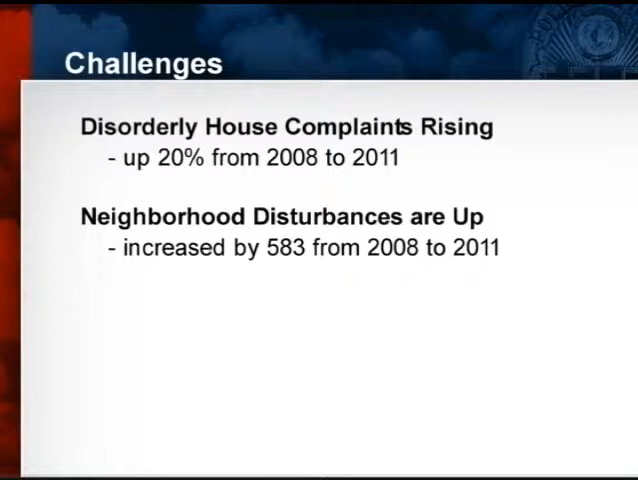 Challenges
Disorderly House Complaints Rising
- up 20% from 2008 to 2011
Neighborhood Disturbances are Up
- increased by 583 from 2008 to 2011